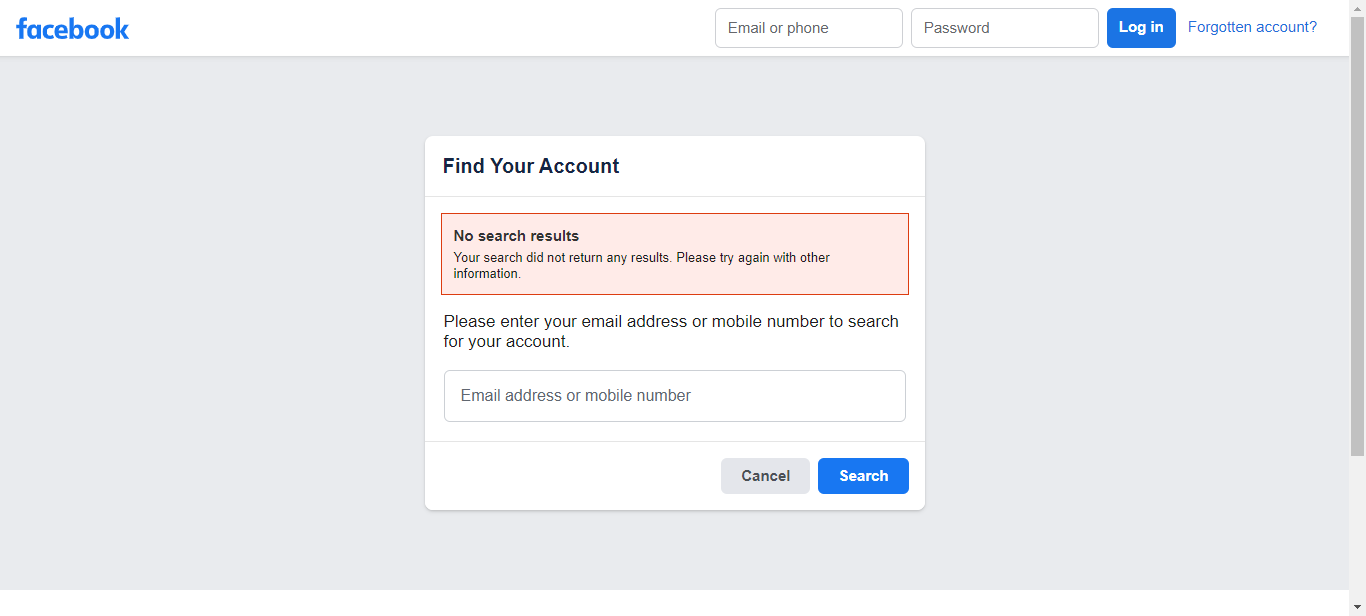 facebook
Email or phone
Password
Log in
Forgotten account?
Find Your Account
No search results
Your search did not return any results. Please try again with other
information.
Please enter your email address or mobile number to search
for your account.
Email address or mobile number
Cancel
Search